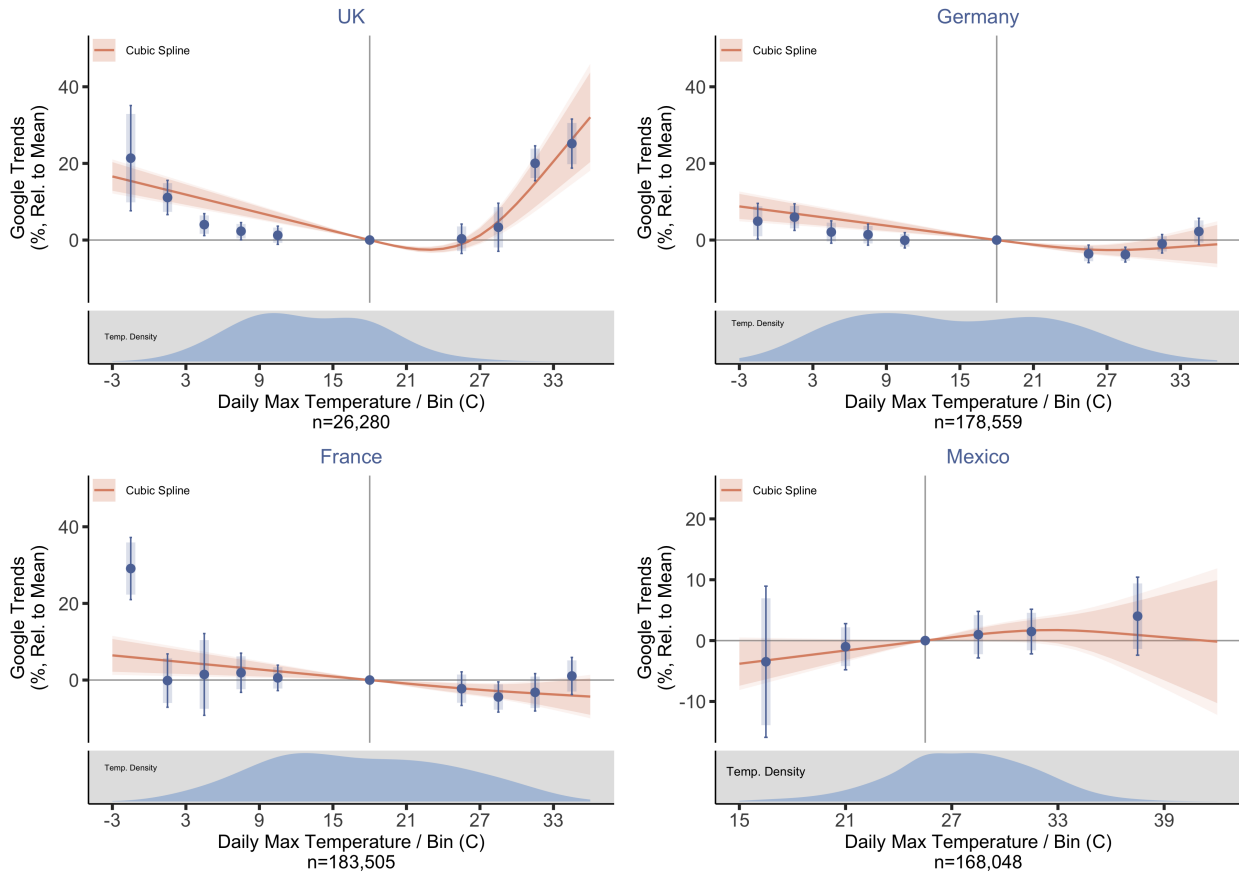 UK
Cubic Spline
Google Trends
(%, Rel. to Mean)
40
20
0
Temp. Density
-3 3 9 15 21 27 33
Daily Max Temperature / Bin (C)
n=26,280
Germany
Cubic Spline
Google Trends
(%, Rel. to Mean)
40
20
0
Temp. Density
-3 3 9 15 21 27 33
Daily Max Temperature / Bin (C)
n=178,559
France
Cubic Spline
Google Trends
(%, Rel. to Mean)
40
20
0
Temp. Density
-3 3 9 15 21 27 33
Daily Max Temperature / Bin (C)
n=183,505
Mexico
Cubic Spline
Google Trends
(%, Rel. to Mean)
20
10
0
-10
Temp. Density
15 21 27 33 39
Daily Max Temperature / Bin (C)
n=168,048